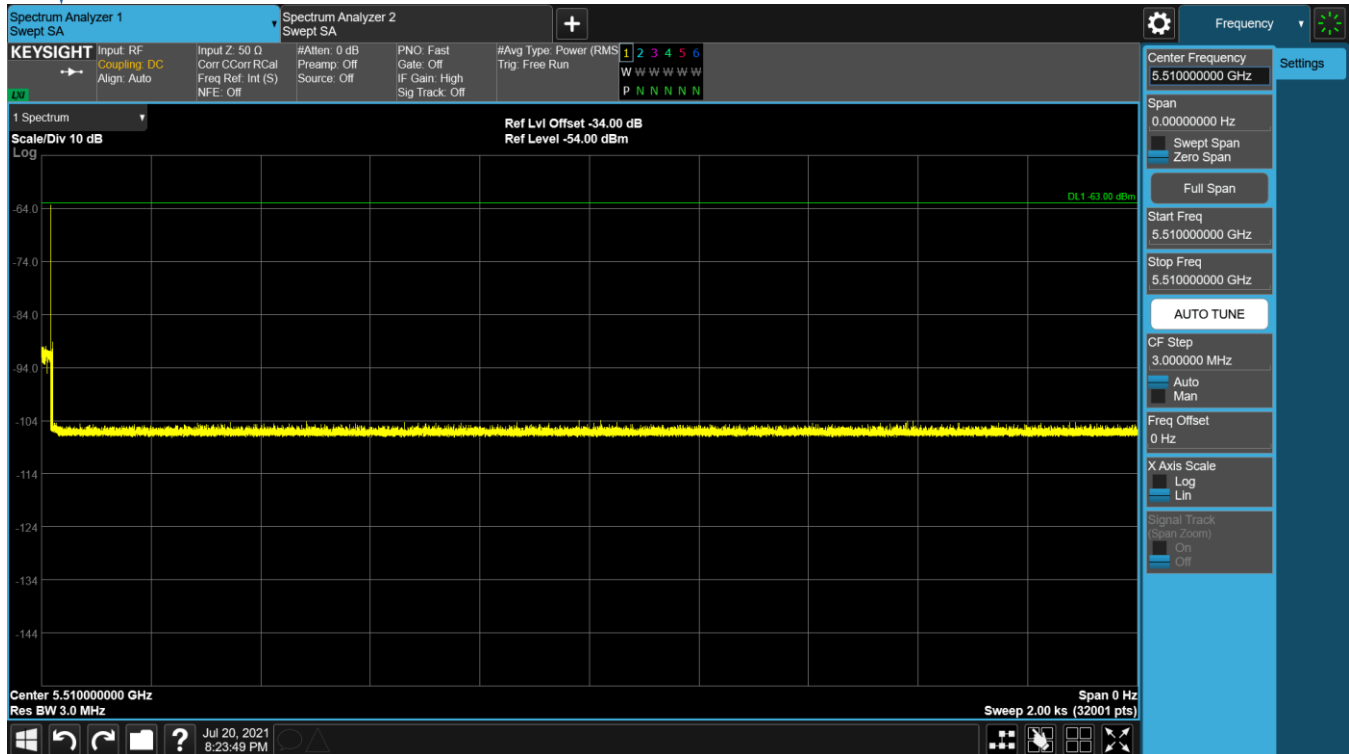 Spectrum Analyzer 1
Swept SA
Spectrum Analyzer 2
Swept SA
Frequency
KEYSIGHT
Input: RF
Coupling: DC
Align: Auto
Input Z: 50 Ω
Corr CCorr RCal
Freq Ref: Int (S)
NFE: Off
#Atten: 0 dB
Preamp: Off
Source: Off
PNO: Fast
Gate: Off
IF Gain: High
Sig Track: Off
#Avg Type: Power (RMS
Trig: Free Run
1 2 3 4 5 6
W W W W W W
P N N N N N
LXI
1 Spectrum
Scale/Div 10 dB
Log
Ref Lvl Offset -34.00 dB
Ref Level -54.00 dBm
DL1 -63.00 dBm
-64.0
-74.0
-84.0
-94.0
-104
-114
-124
-134
-144
Center 5.510000000 GHz
Res BW 3.0 MHz
Span 0 Hz
Sweep 2.00 ks (32001 pts)
Center Frequency
5.510000000 GHz
Settings
Span
0.00000000 Hz
Swept Span
Zero Span
Full Span
Start Freq
5.510000000 GHz
Stop Freq
5.510000000 GHz
AUTO TUNE
CF Step
3.000000 MHz
Auto
Man
Freq Offset
0 Hz
X Axis Scale
Log
Lin
Signal Track
(Span Zoom)
On
Off
?
Jul 20, 2021
8:23:49 PM